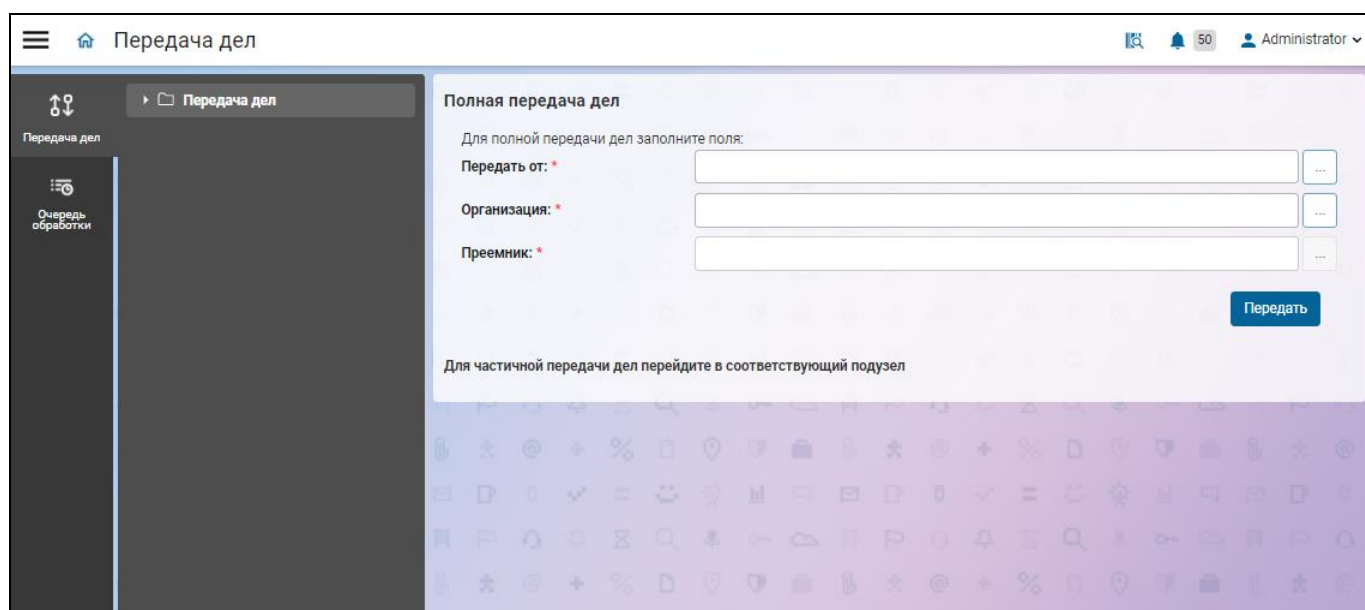 Передача дел
50
Administrator
Передача дел
Очередь
обработки
Передача дел
Полная передача дел
Для полной передачи дел заполните поля:
Передать от: *
...
Организация: *
...
Преемник: *
...
Передать
Для частичной передачи дел перейдите в соответствующий подузел